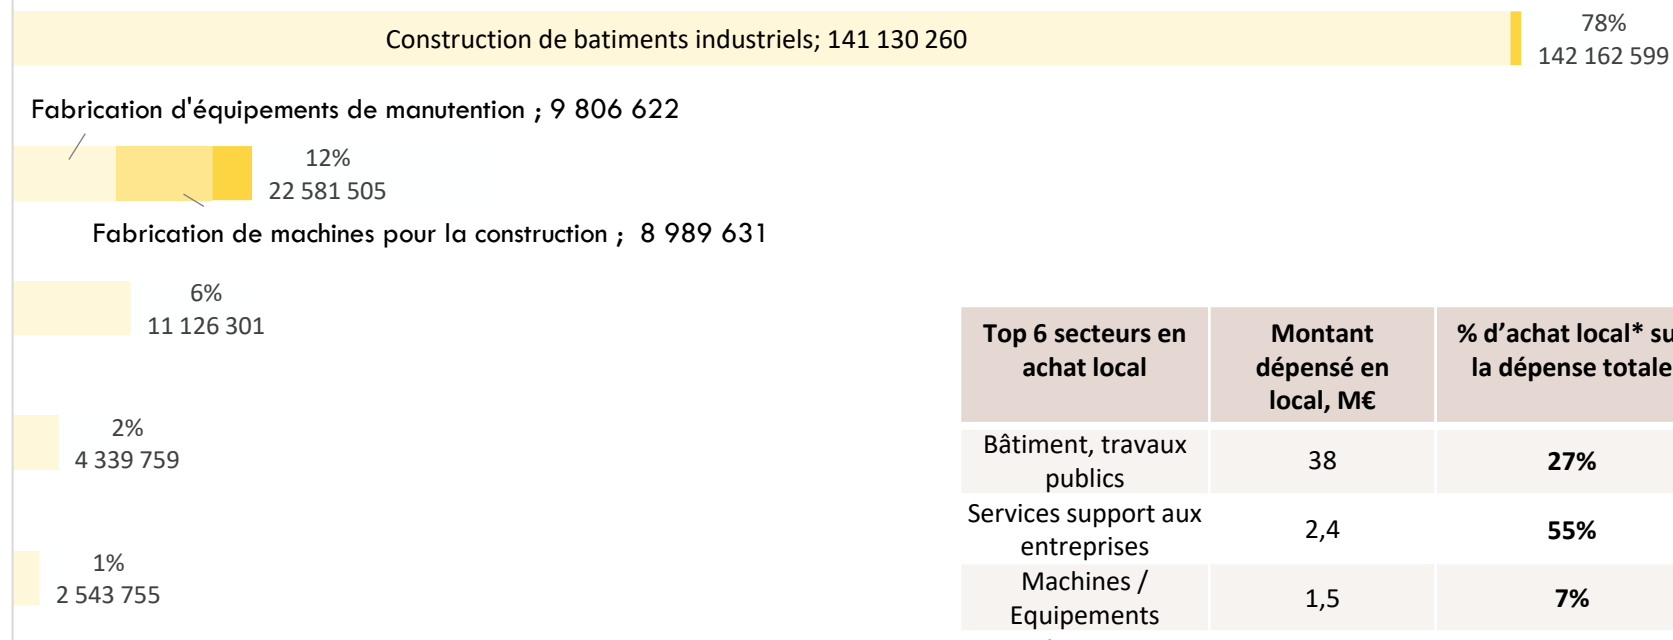 Construction de batiments industriels; 141 130 260
78%
142 162 599
Fabrication d'équipements de manutention ; 9 806 622
12%
22 581 505
Fabrication de machines pour la construction ; 8 989 631
6%
11 126 301
2%
4 339 759
1%
2 543 755
Top 6 secteurs en
achat local
Montant
dépensé en
local, M€
% d'achat local* su
la dépense totale
Bâtiment, travaux
publics
38
27%
Services support aux
entreprises
2,4
55%
Machines /
Equipements
1,5
7%